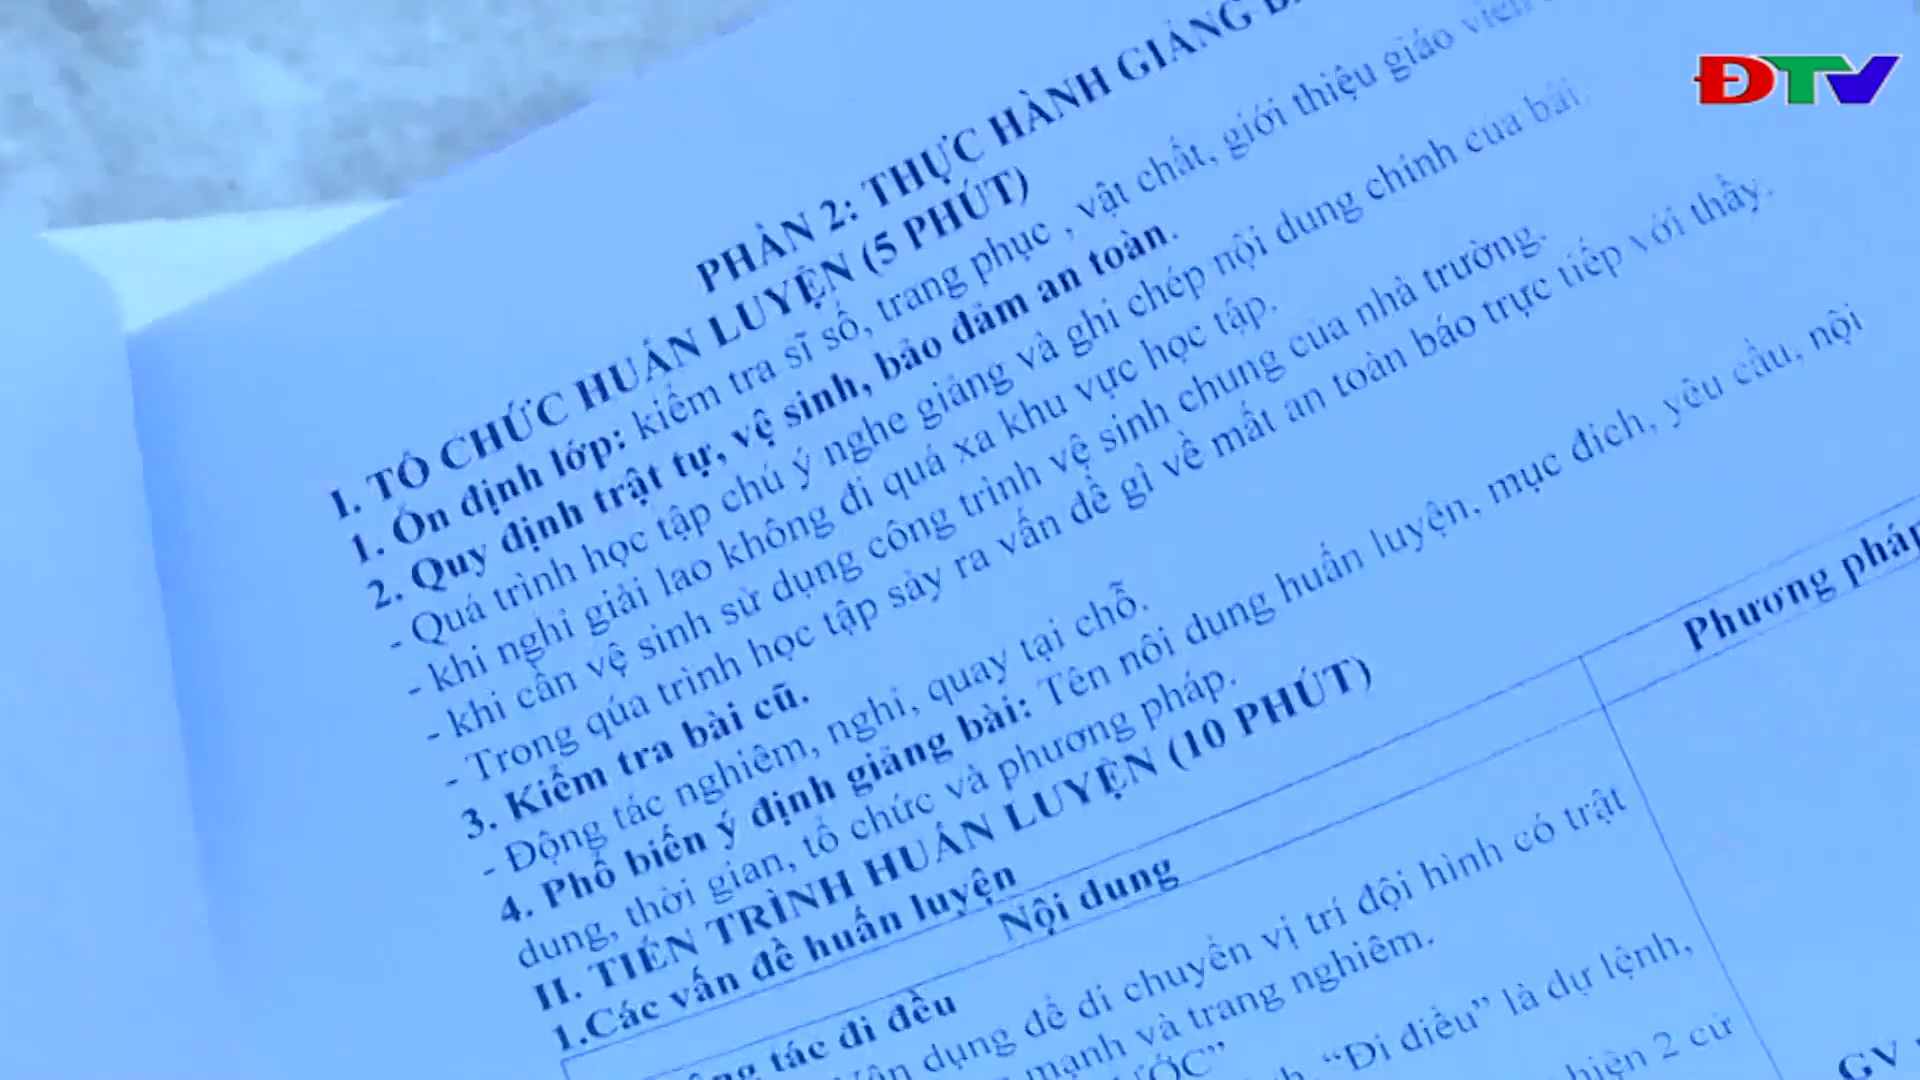 ĐTV
PHẦN 2: THỰC HÀNH GIẢNG
I. TỔ CHỨC HUẤN LUYỆN (5 PHÚT)
1. Ổn định lớp: kiểm tra sĩ số, trang phục , vật chất, giới thiệu giáo viên
2. Quy định trật tự, vệ sinh, bảo đảm an toàn.
- Quá trình học tập chú ý nghe giảng và ghi chép nội dung chính của bài.
- khi nghỉ giải lao không đi quá xa khu vực học tập.
- khi cần vệ sinh sử dụng công trình vệ sinh chung của nhà trường.
- Trong qúa trình học tập sảy ra vấn đề gì về mất an toàn báo trực tiếp với thầy.
3. Kiểm tra bài cũ.
- Động tác nghiêm, nghỉ, quay tại chỗ.
4. Phổ biến ý định giảng bài: Tên nôi dung huấn luyện, mục đích, yêu cầu, nội
dung, thời gian, tổ chức và phương pháp.
II. TIẾN TRÌNH HUẤN LUYỆN (10 PHÚT)
1.Các vấn đề huấn luyện
Nội dung Phương pháp
tác đi đều
dụng để di chuyển vị trí đội hình có trật
mạnh và trang nghiêm.
“Đi điều” là dự lệnh,
hiện 2 cử
GV